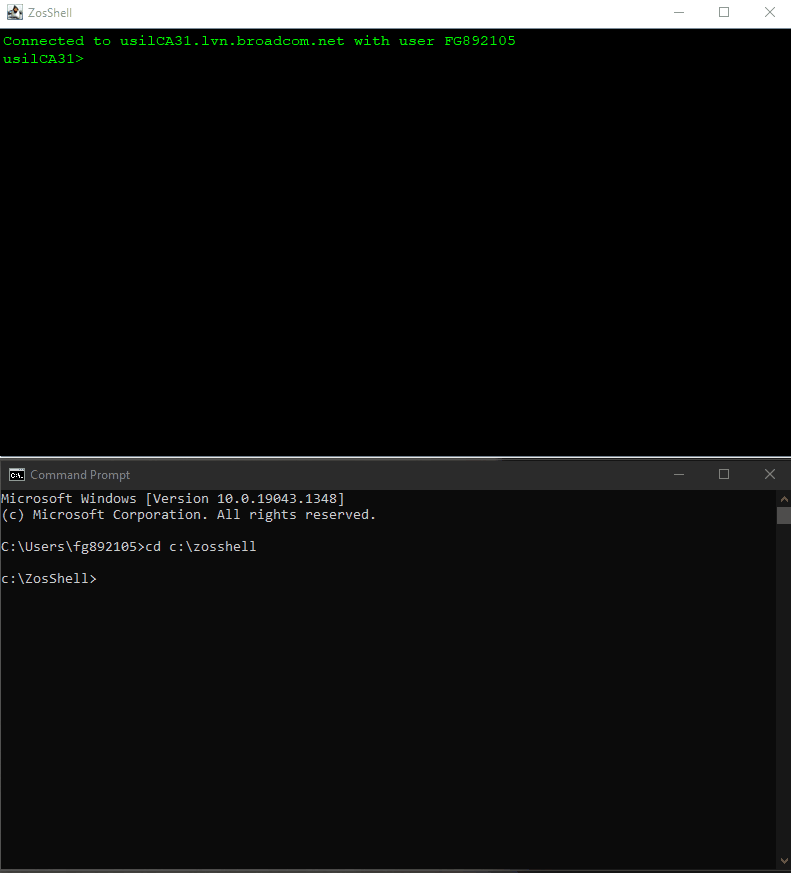 ZosShell
Connected to usilCA31.lvn.broadcom.net with user FG892105
usilCA31>
Command Prompt
Microsoft Windows [Version 10.0.19043.1348]
(c) Microsoft Corporation. All rights reserved.
C:\Users\fg892105>cd c:\zosshell
c:\ZosShell>